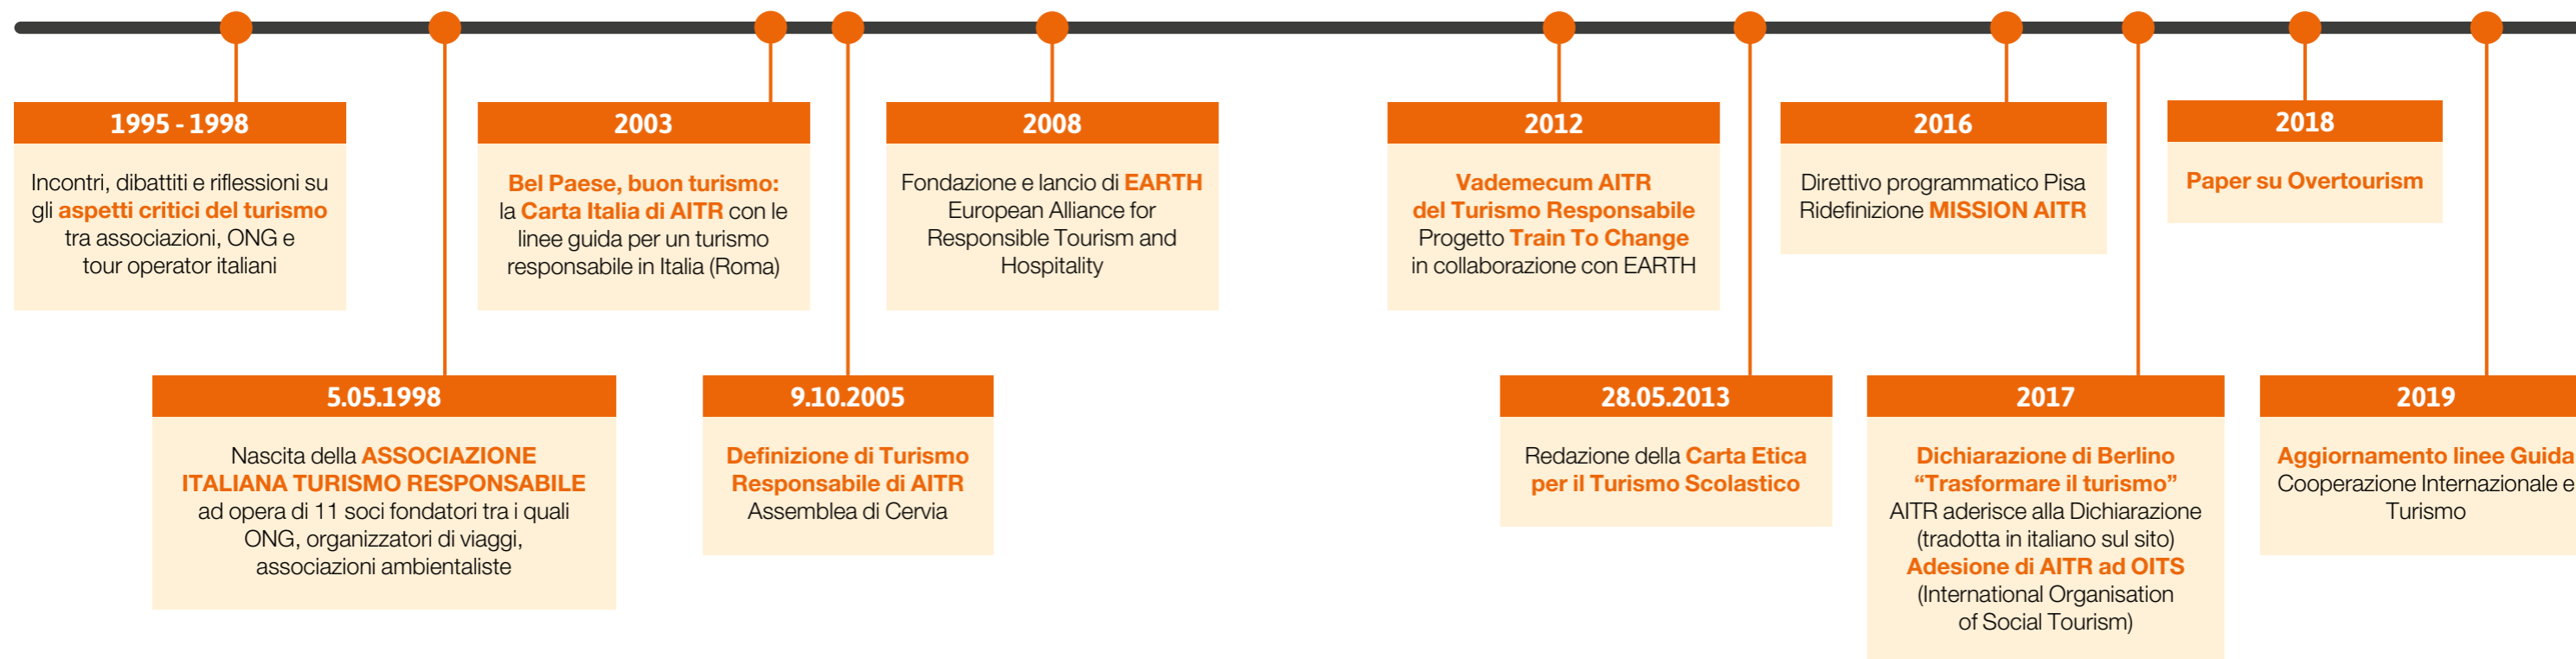 1995 - 1998
Incontri, dibattiti e riflessioni su
gli aspetti critici del turismo
tra associazioni, ONG e
tour operator italiani
5.05.1998
Nascita della ASSOCIAZIONE
ITALIANA TURISMO RESPONSABILE
ad opera di 11 soci fondatori tra i quali
ONG, organizzatori di viaggi,
associazioni ambientaliste
2003
Bel Paese, buon turismo:
la Carta Italia di AITR con le
linee guida per un turismo
responsabile in Italia (Roma)
9.10.2005
Definizione di Turismo
Responsabile di AITR
Assemblea di Cervia
2008
Fondazione e lancio di EARTH
European Alliance for
Responsible Tourism and
Hospitality
2012
Vademecum AITR
del Turismo Responsabile
Progetto Train To Change
in collaborazione con EARTH
28.05.2013
Redazione della Carta Etica
per il Turismo Scolastico
2016
Direttivo programmatico Pisa
Ridefinizione MISSION AITR
2017
Dichiarazione di Berlino
“Trasformare il turismo”
AITR aderisce alla Dichiarazione
(tradotta in italiano sul sito)
Adesione di AITR ad OITS
(International Organisation
of Social Tourism)
2018
Paper su Overtourism
2019
Aggiornamento linee Guida
Cooperazione Internazionale e
Turismo